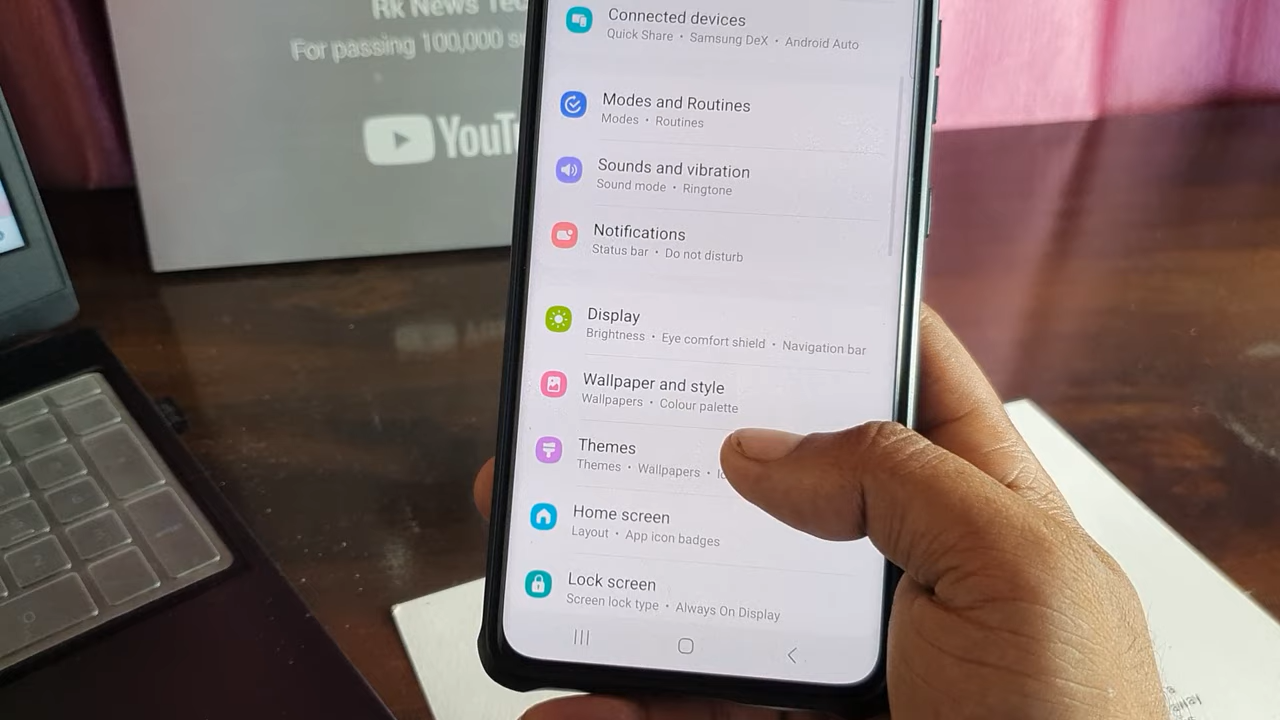 Rk News
For passing 100,000
YouTu
Connected devices
Quick Share • Samsung DeX • Android Auto
Modes and Routines
Modes • Routines
Sounds and vibration
Sound mode • Ringtone
Notifications
Status bar • Do not disturb
Display
Brightness • Eye comfort shield • Navigation bar
Wallpaper and style
Wallpapers • Colour palette
Themes
Themes • Wallpapers •
Home screen
Layout • App icon badges
Lock screen
Screen lock type • Always On Display